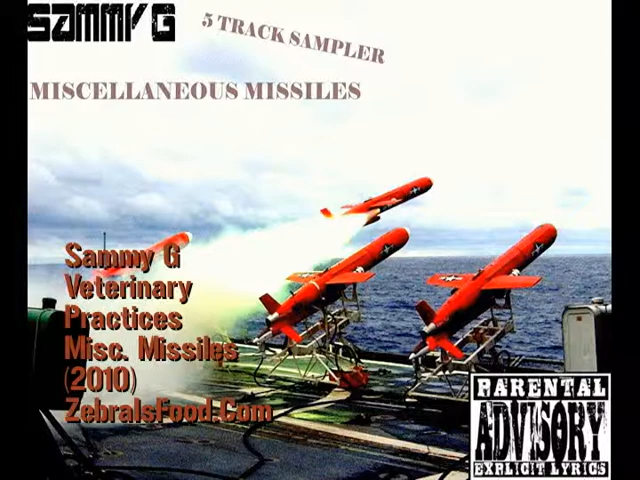 SAMMY G
5 TRACK SAMPLER
MISCELLANEOUS MISSILES
Sammy G
Veterinary
Practices
Misc. Missiles
(2010)
ZebraIsFood.Com
PARENTAL
ADVISORY
EXPLICIT LYRICS